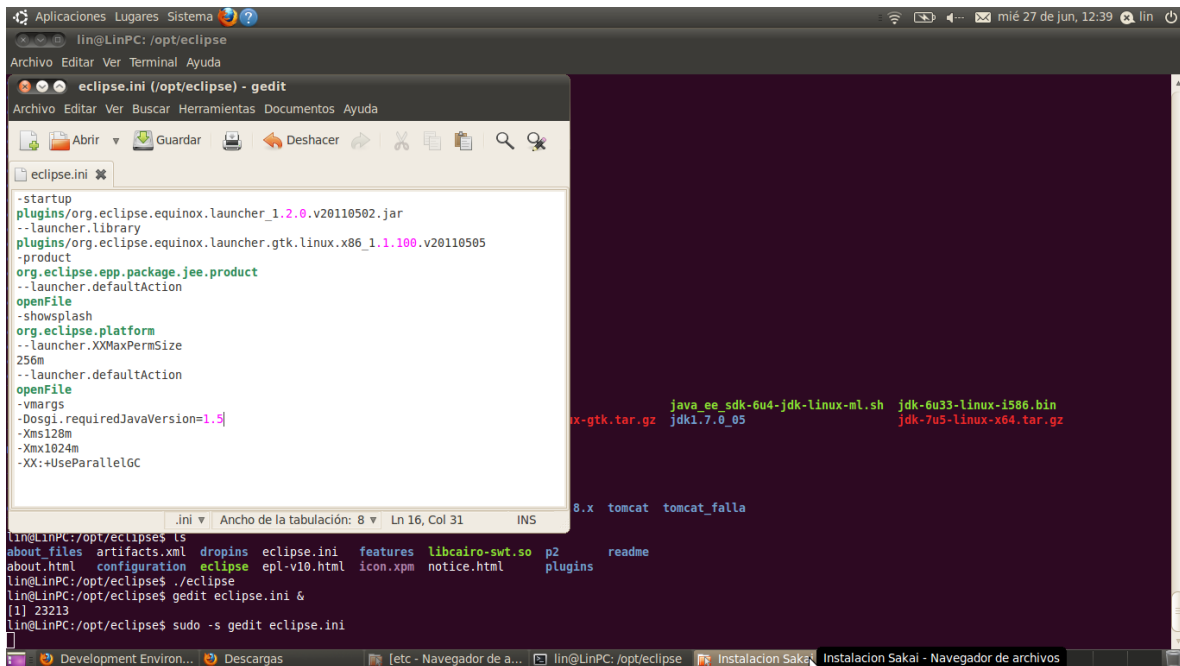 Aplicaciones Lugares Sistema mié 27 de jun, 12:39 lin
lin@LinPC: /opt/eclipse
Archivo Editar Ver Terminal Ayuda
eclipse.ini (/opt/eclipse) - gedit
Archivo Editar Ver Buscar Herramientas Documentos Ayuda
Abrir Guardar Deshacer
eclipse.ini
-startup
plugins/org.eclipse.equinox.launcher_1.2.0.v20110502.jar
--launcher.library
plugins/org.eclipse.equinox.launcher.gtk.linux.x86_1.1.100.v20110505
-product
org.eclipse.epp.package.jee.product
--launcher.defaultAction
openFile
-showsplash
org.eclipse.platform
--launcher.XXMaxPermSize
256m
--launcher.defaultAction
openFile
-vmargs
-Dosgi.requiredJavaVersion=1.5
-Xms128m
-Xmx1024m
-XX:+UseParallelGC
.ini Ancho de la tabulación: 8 Ln 16, Col 31 INS
java_ee_sdk-6u4-jdk-linux-ml.sh jdk-6u33-linux-i586.bin
ux-gtk.tar.gz jdk1.7.0_05 jdk-7u5-linux-x64.tar.gz
8.x tomcat tomcat_falla
lin@LinPC:/opt/eclipse$ ls
about_files artifacts.xml dropins eclipse.ini features libcairo-swt.so p2 readme
about.html configuration eclipse epl-v10.html icon.xpm notice.html plugins
lin@LinPC:/opt/eclipse$ ./eclipse
lin@LinPC:/opt/eclipse$ gedit eclipse.ini &
[1] 23213
lin@LinPC:/opt/eclipse$ sudo -s gedit eclipse.ini
Development Environ... Descargas [etc - Navegador de a... lin@LinPC: /opt/eclipse Instalacion Saka Instalacion Sakai - Navegador de archivos